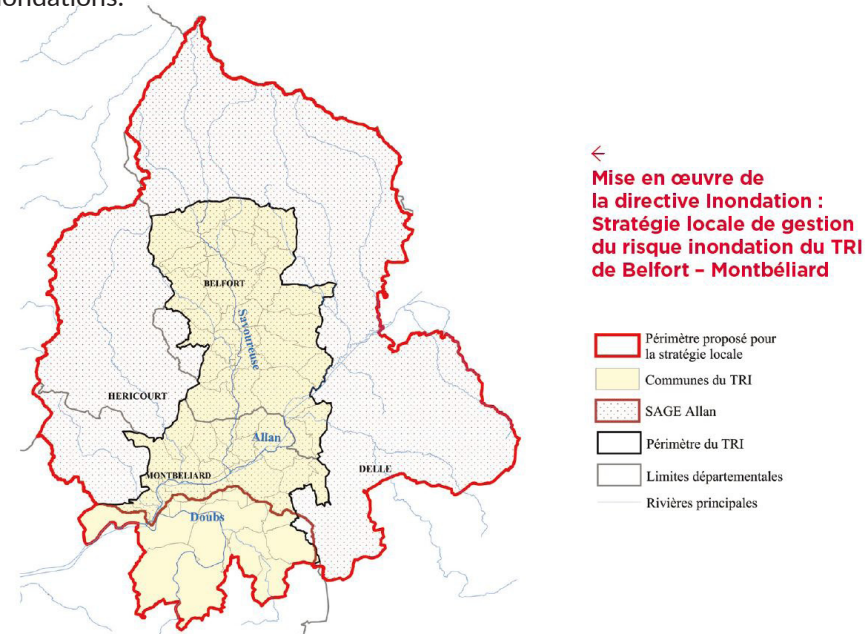 ondations.
←
Mise en œuvre de
la directive Inondation :
Stratégie locale de gestion
du risque inondation du TRI
de Belfort – Montbéliard
BELFORT
Savoureuse
HERICOURT
Allan
MONTBELIARD
DELLE
Doubs
Périmètre proposé pour
la stratégie locale
Communes du TRI
SAGE Allan
Périmètre du TRI
Limites départementales
Rivières principales